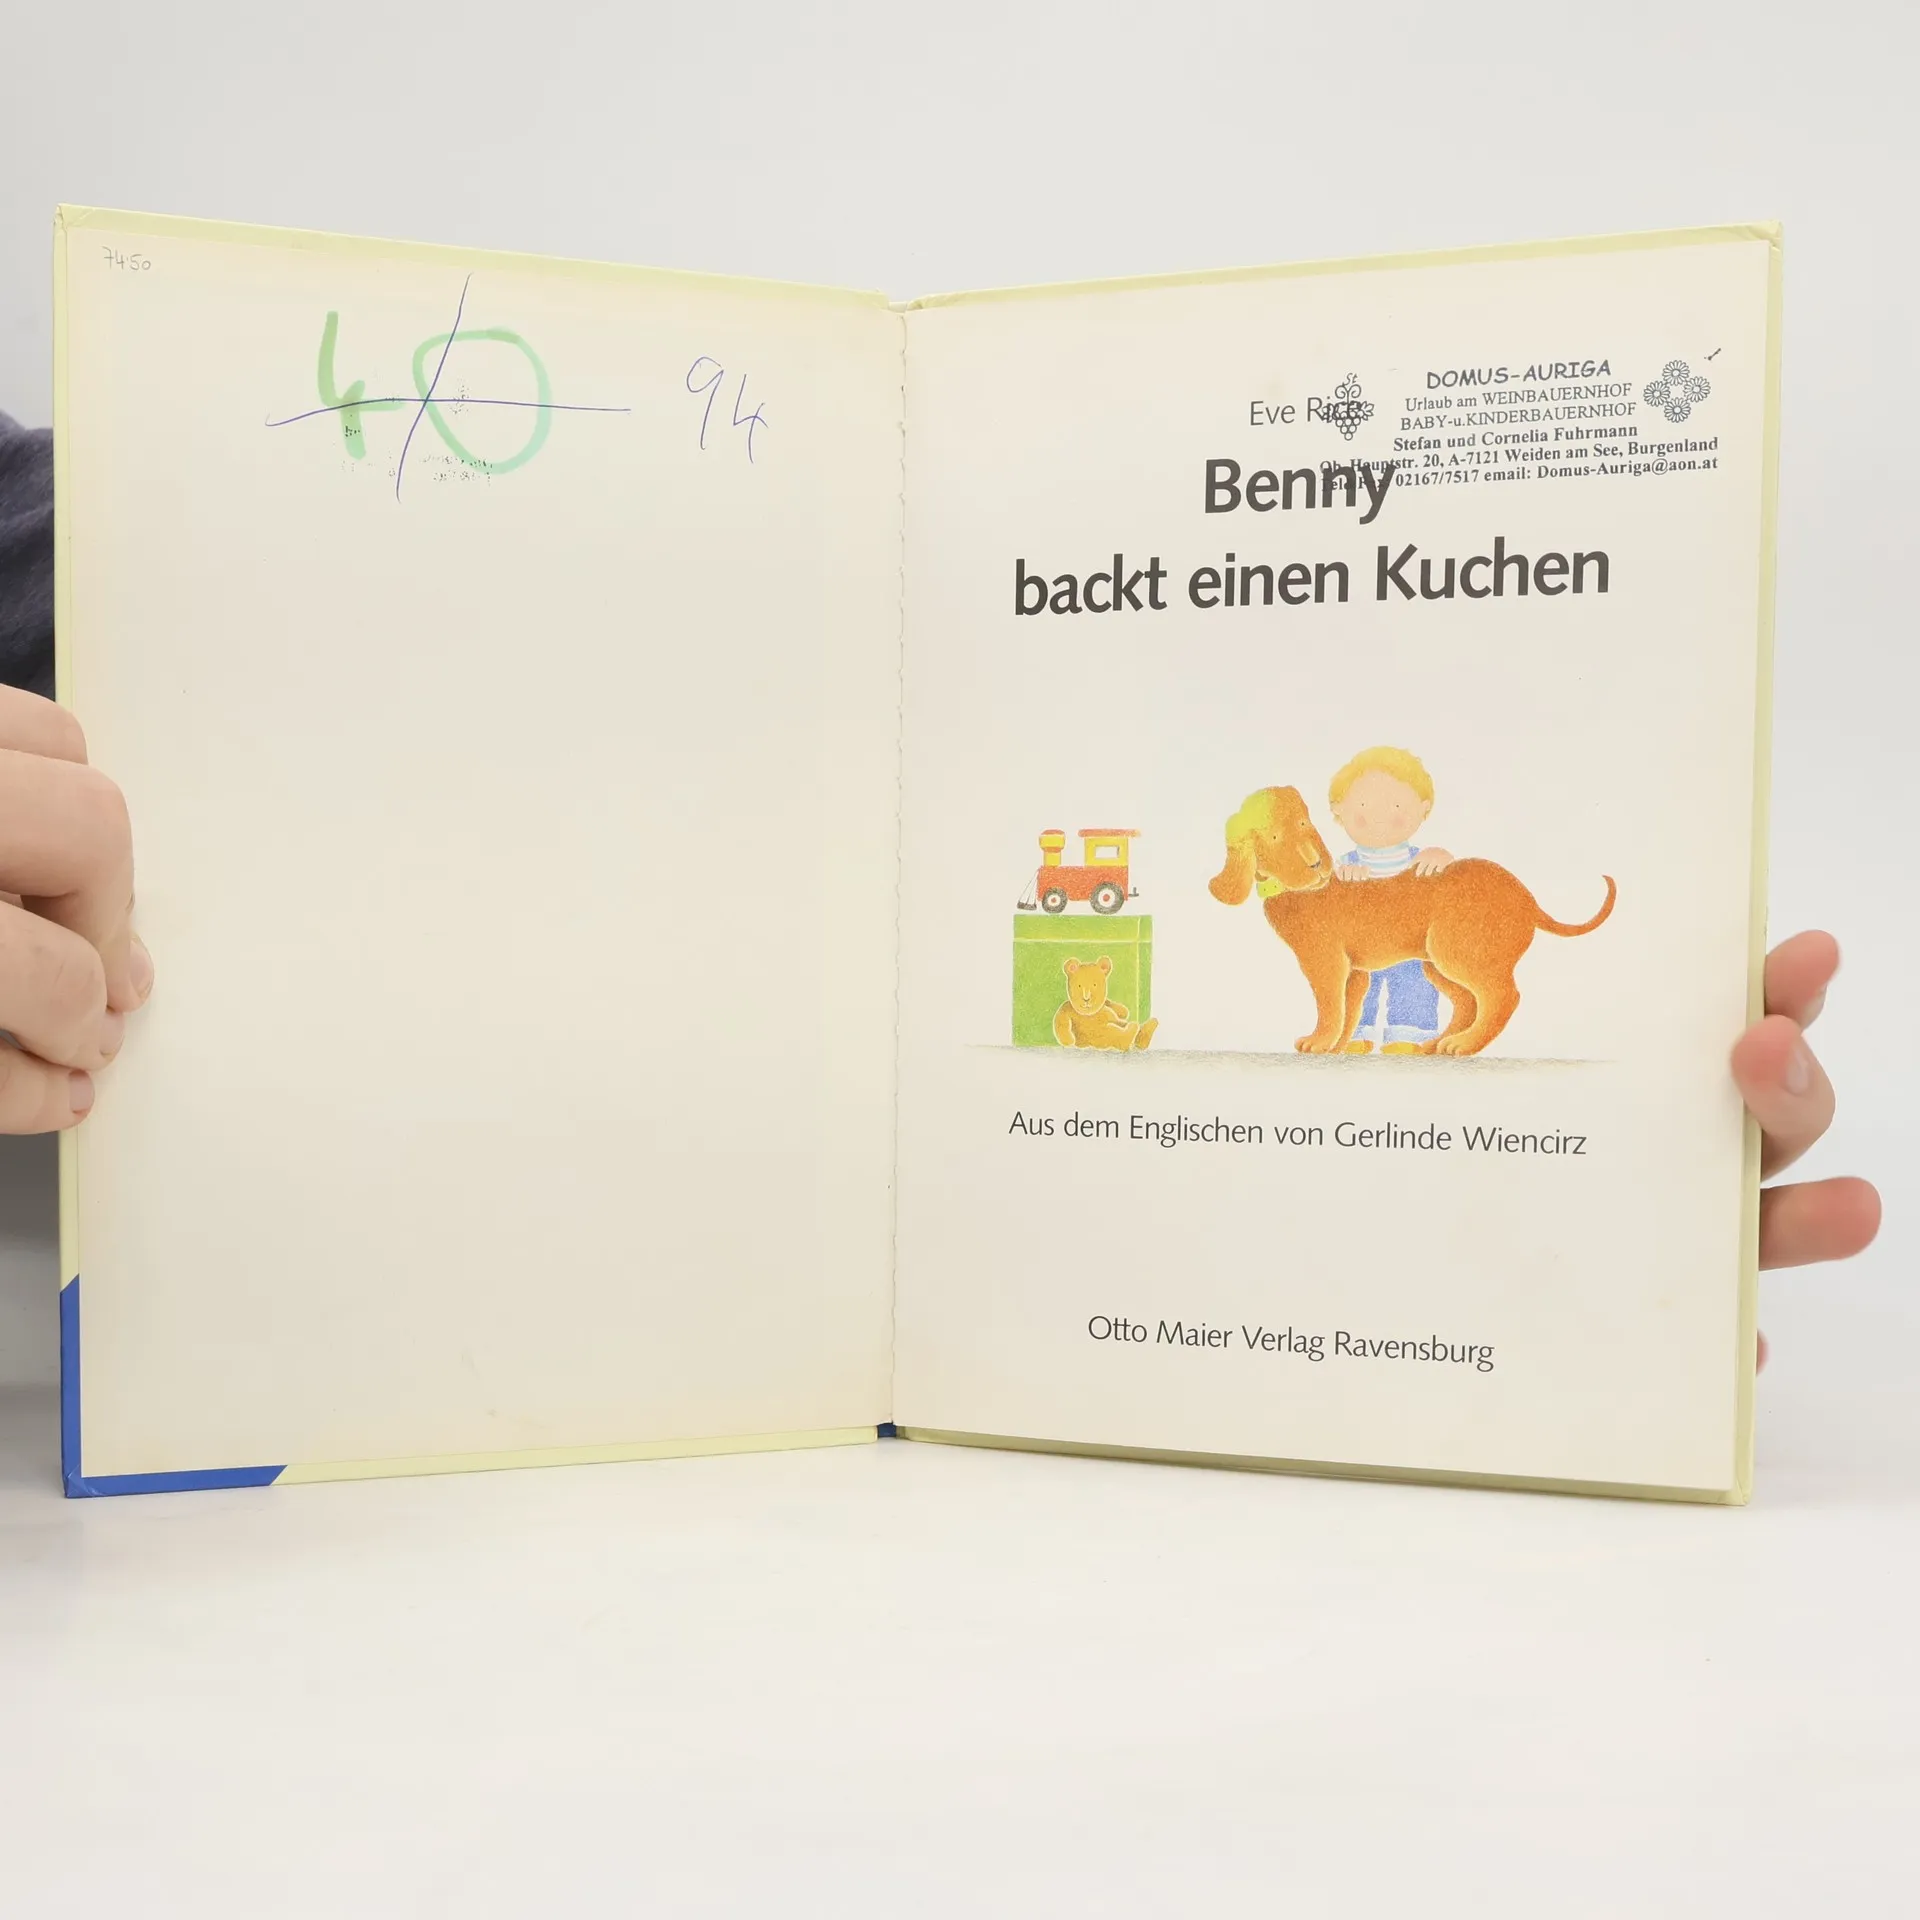 7450
40
94
Eve Rice
DOMUS-AURIGA
Urlaub am WEINBAUERNHOF
BABY-u.KINDERBAUERNHOF
Stefan und Cornelia Fuhrmann
Ob. Hauptstr. 20, A-7121 Weiden am See, Burgenland
02167/7517 email: Domus-Auriga@aon.at
Benny
backt einen Kuchen
Aus dem Englischen von Gerlinde Wiencirz
Otto Maier Verlag Ravensburg